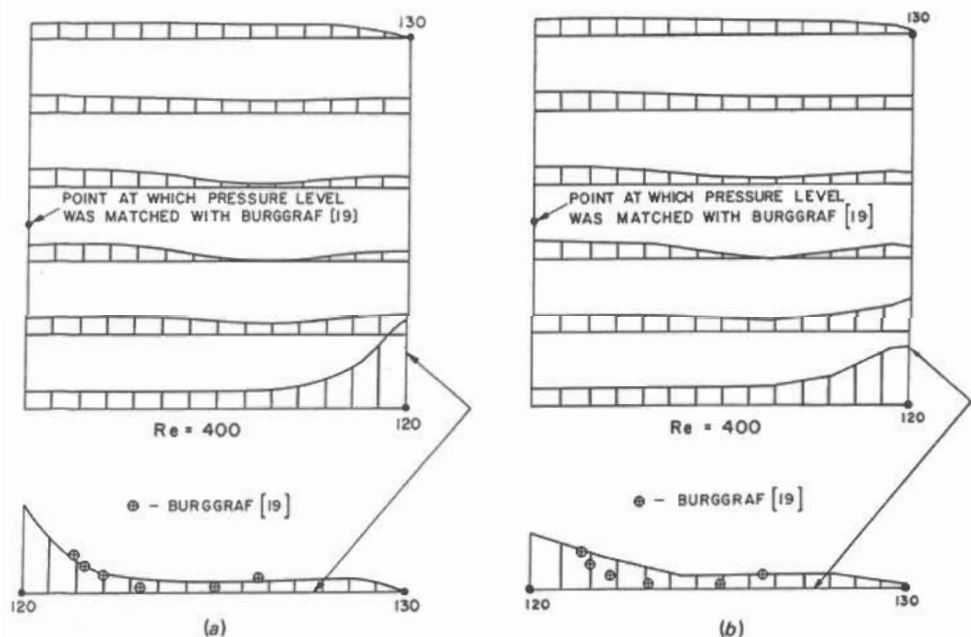 130
POINT AT WHICH PRESSURE LEVEL
WAS MATCHED WITH BURGGRAF [19]
Re = 400
120
⊕ - BURGGRAF [19]
120
130
(a)
130
POINT AT WHICH PRESSURE LEVEL
WAS MATCHED WITH BURGGRAF [19]
Re = 400
120
⊕ - BURGGRAF [19]
120
130
(b)